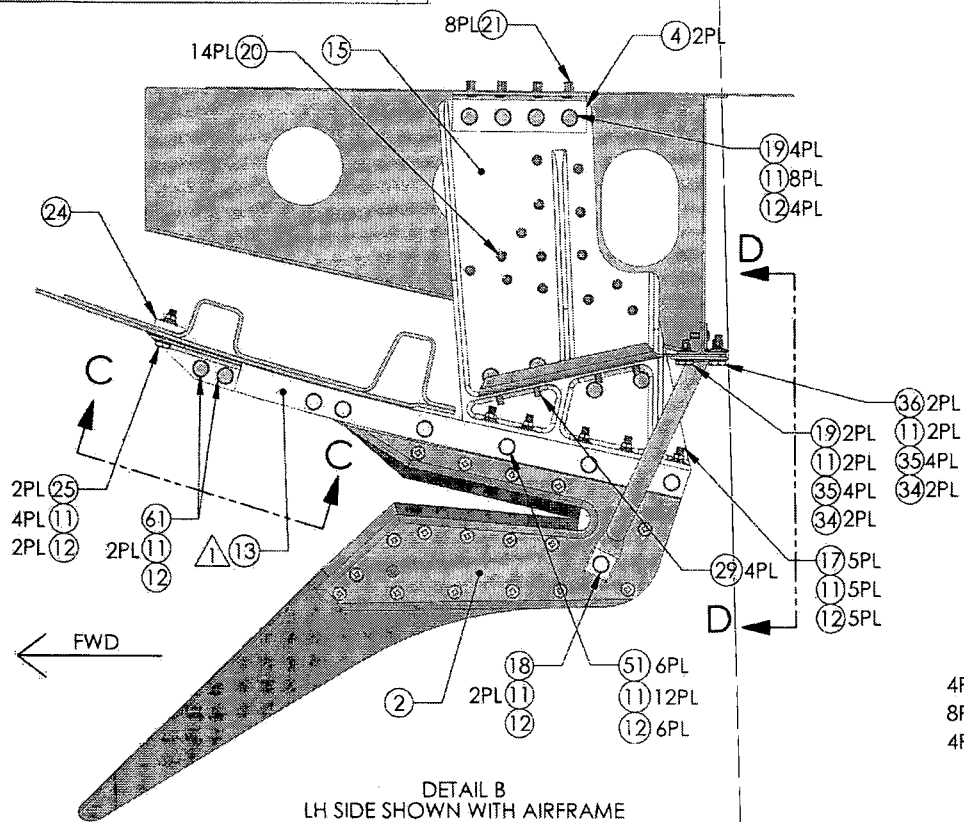 8PL 21
4 2PL
14PL 20
15
19 4PL
11 8PL
12 4PL
24
D
C
36 2PL
19 2PL
11 2PL
11 2PL
35 4PL
35 4PL
34 2PL
34 2PL
C
2PL 25
4PL 11
2PL 12
61
2PL 11
12
1 13
29 4PL
17 5PL
11 5PL
12 5PL
D
FWD
2
18
2PL 11
12
51 6PL
11 12PL
12 6PL
DETAIL B
LH SIDE SHOWN WITH AIRFRAME